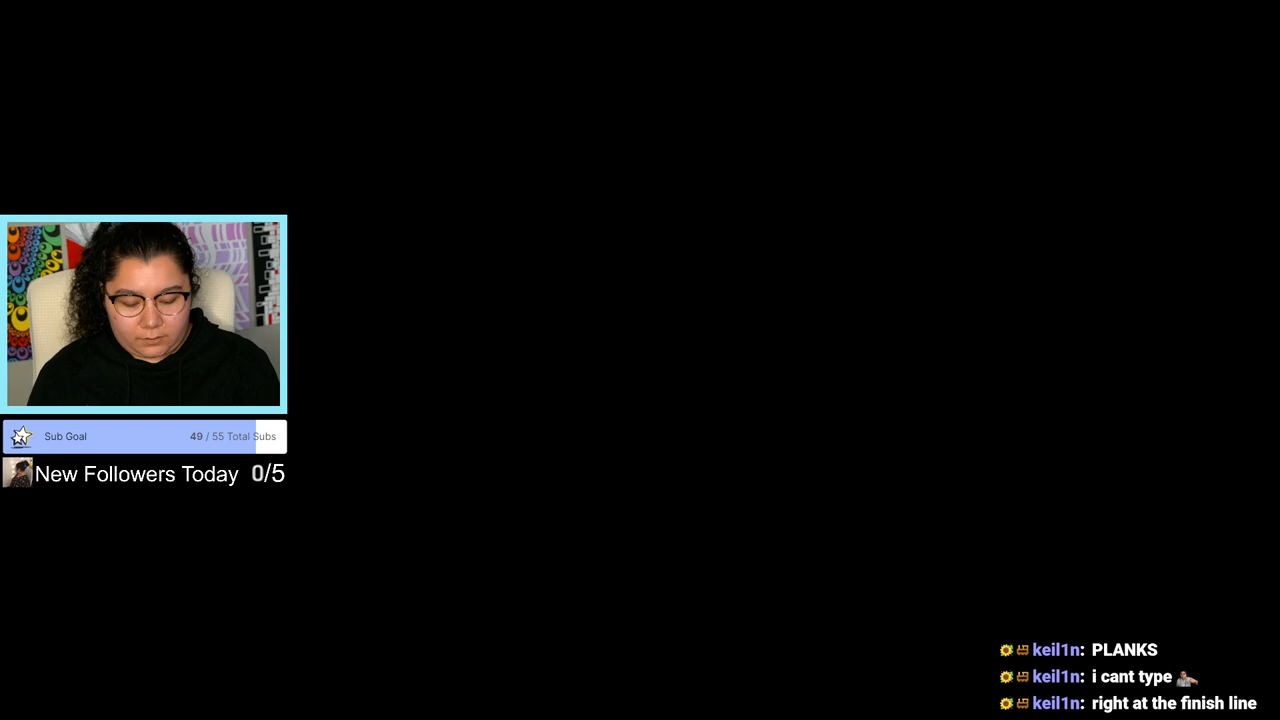 Sub Goal 49 / 55 Total Subs
New Followers Today 0/5
keil1n: PLANKS
keil1n: i cant type
keil1n: right at the finish line